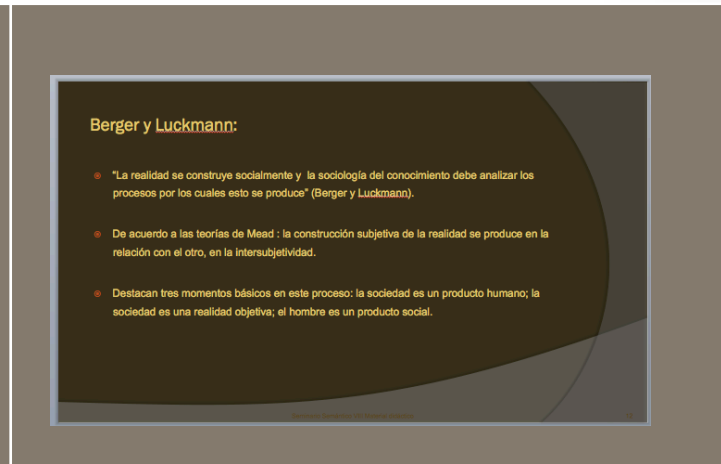 Berger y Luckmann:
“La realidad se construye socialmente y la sociología del conocimiento debe analizar los
procesos por los cuales esto se produce” (Berger y Luckmann).
De acuerdo a las teorías de Mead : la construcción subjetiva de la realidad se produce en la
relación con el otro, en la intersubjetividad.
Destacan tres momentos básicos en este proceso: la sociedad es un producto humano; la
sociedad es una realidad objetiva; el hombre es un producto social.